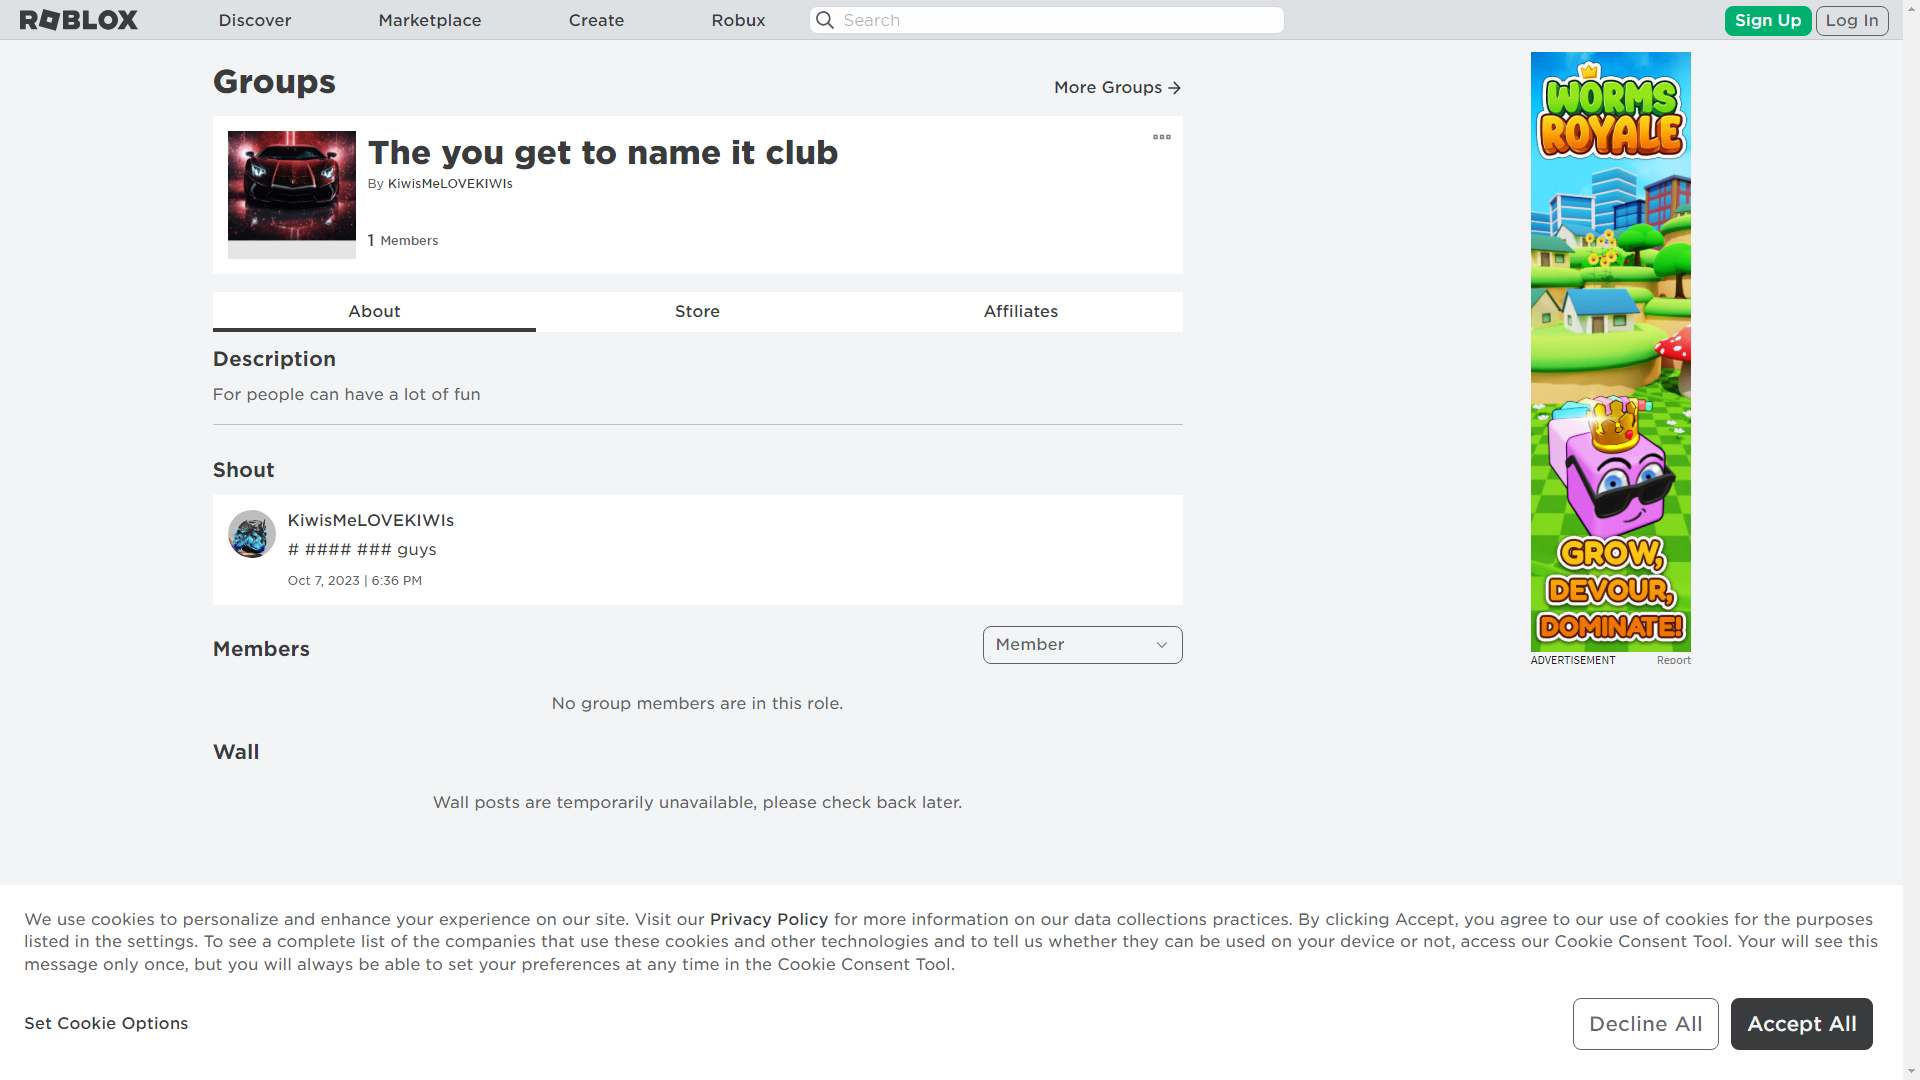 ROBLOX
Discover
Marketplace
Create
Robux
Search
Sign Up
Log In
Groups
More Groups
The you get to name it club
By KiwisMeLOVEKIWIs
1 Members
About
Store
Affiliates
Description
For people can have a lot of fun
Shout
KiwisMeLOVEKIWIs
# #### ### guys
Oct 7, 2023 | 6:36 PM
Members
Member
No group members are in this role.
Wall
Wall posts are temporarily unavailable, please check back later.
WORMS
ROYALE
GROW,
DEVOUR,
DOMINATE!
ADVERTISEMENT
Report
We use cookies to personalize and enhance your experience on our site. Visit our Privacy Policy for more information on our data collections practices. By clicking Accept, you agree to our use of cookies for the purposes
listed in the settings. To see a complete list of the companies that use these cookies and other technologies and to tell us whether they can be used on your device or not, access our Cookie Consent Tool. Your will see this
message only once, but you will always be able to set your preferences at any time in the Cookie Consent Tool.
Set Cookie Options
Decline All
Accept All